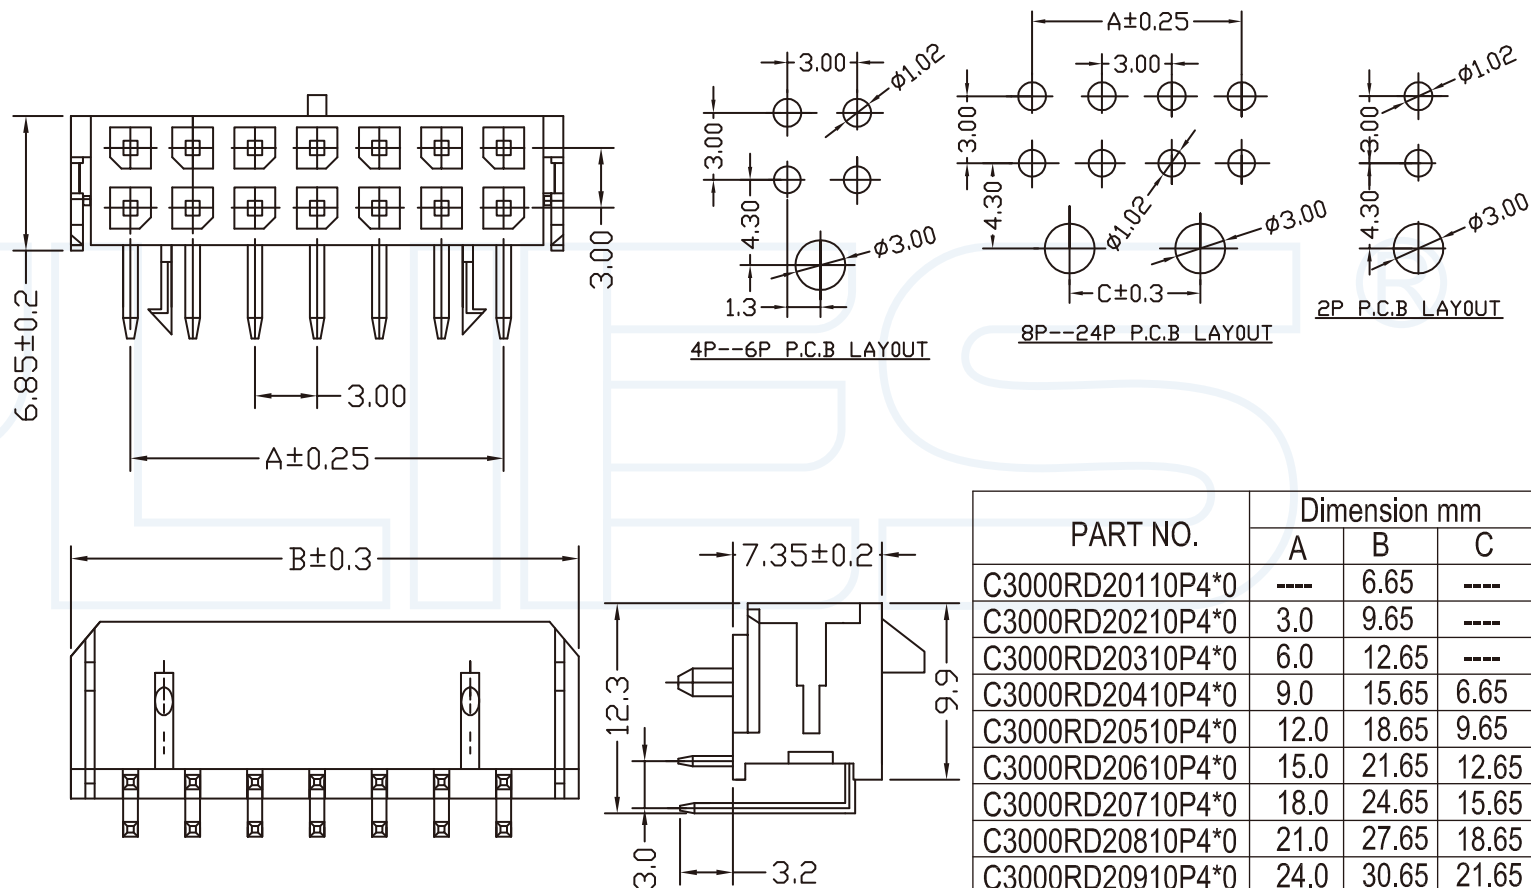 6.85±0.2
3.00
3.00
A±0.25
3.00
ø1.02
3.00
4.30
ø3.00
1.3
4P--6P P.C.B LAYOUT
A±0.25
3.00
3.00
4.30
ø1.02
ø3.00
C±0.3
8P--24P P.C.B LAYOUT
ø1.02
3.00
4.30
ø3.00
2P P.C.B LAYOUT
®
LIES
B±0.3
7.35±0.2
12.3
9.9
3.0
3.2
PART NO. Dimension mm
A B C
C3000RD20110P4*0 ---- 6.65 ----
C3000RD20210P4*0 3.0 9.65 ----
C3000RD20310P4*0 6.0 12.65 ----
C3000RD20410P4*0 9.0 15.65 6.65
C3000RD20510P4*0 12.0 18.65 9.65
C3000RD20610P4*0 15.0 21.65 12.65
C3000RD20710P4*0 18.0 24.65 15.65
C3000RD20810P4*0 21.0 27.65 18.65
C3000RD20910P4*0 24.0 30.65 21.65